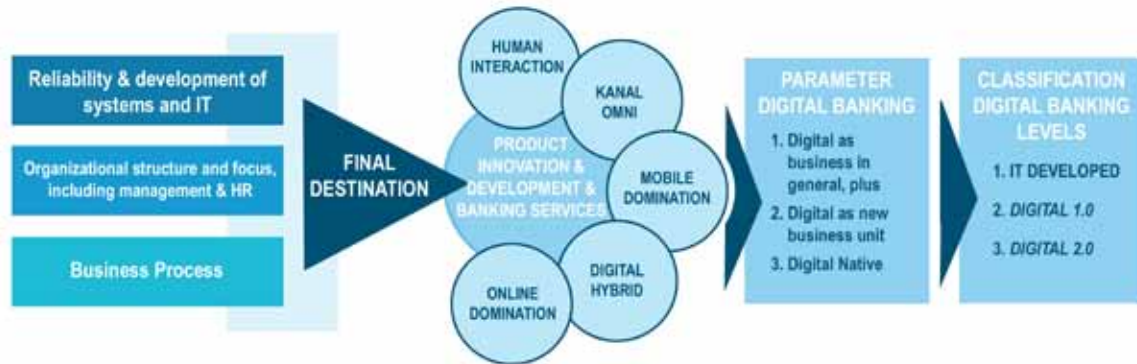 Reliability & development of
systems and IT
Organizational structure and focus,
including management & HR
Business Process
FINAL
DESTINATION
HUMAN
INTERACTION
KANAL
OMNI
PRODUCT
INNOVATION &
DEVELOPMENT &
BANKING SERVICES
MOBILE
DOMINATION
DIGITAL
HYBRID
ONLINE
DOMINATION
PARAMETER
DIGITAL BANKING
1. Digital as
business in
general, plus
2. Digital as new
business unit
3. Digital Native
CLASSIFICATION
DIGITAL BANKING
LEVELS
1. IT DEVELOPED
2. DIGITAL 1.0
3. DIGITAL 2.0